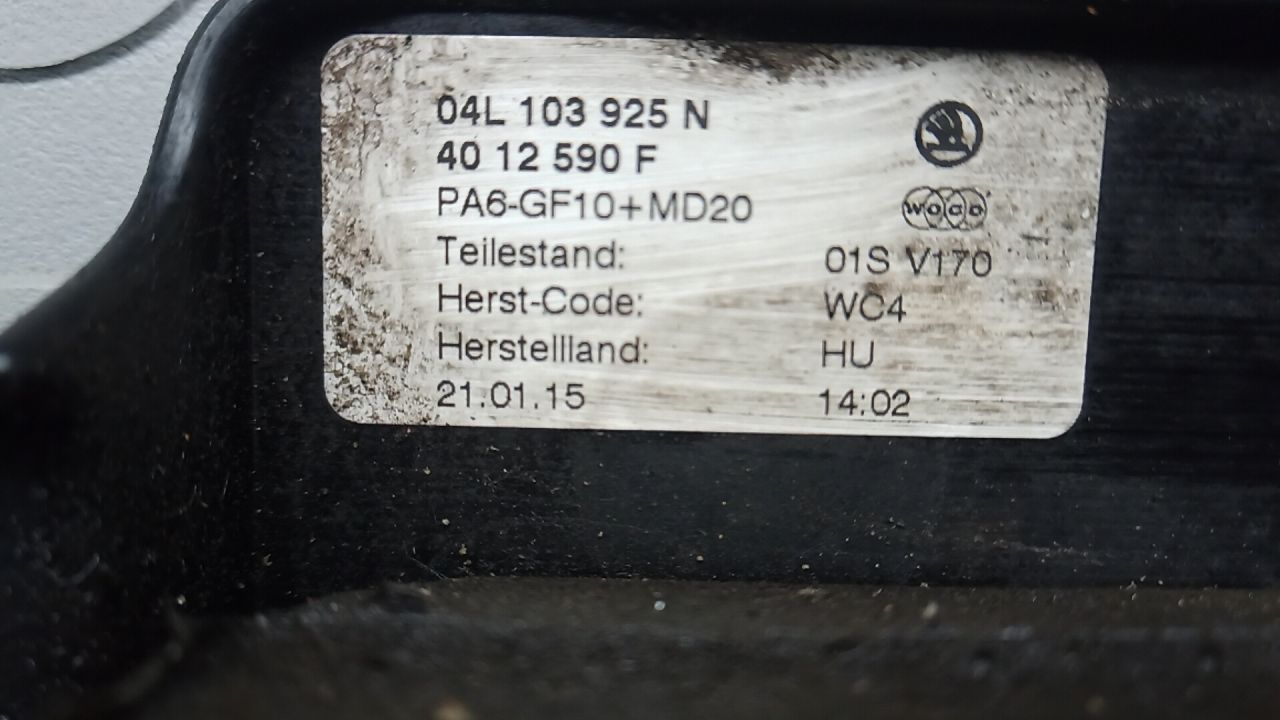 04L 103 925 N
40 12 590 F
PA6-GF10+MD20
woco
Teilestand: 01S V170
Herst-Code: WC4
Herstellland: HU
21.01.15 14:02